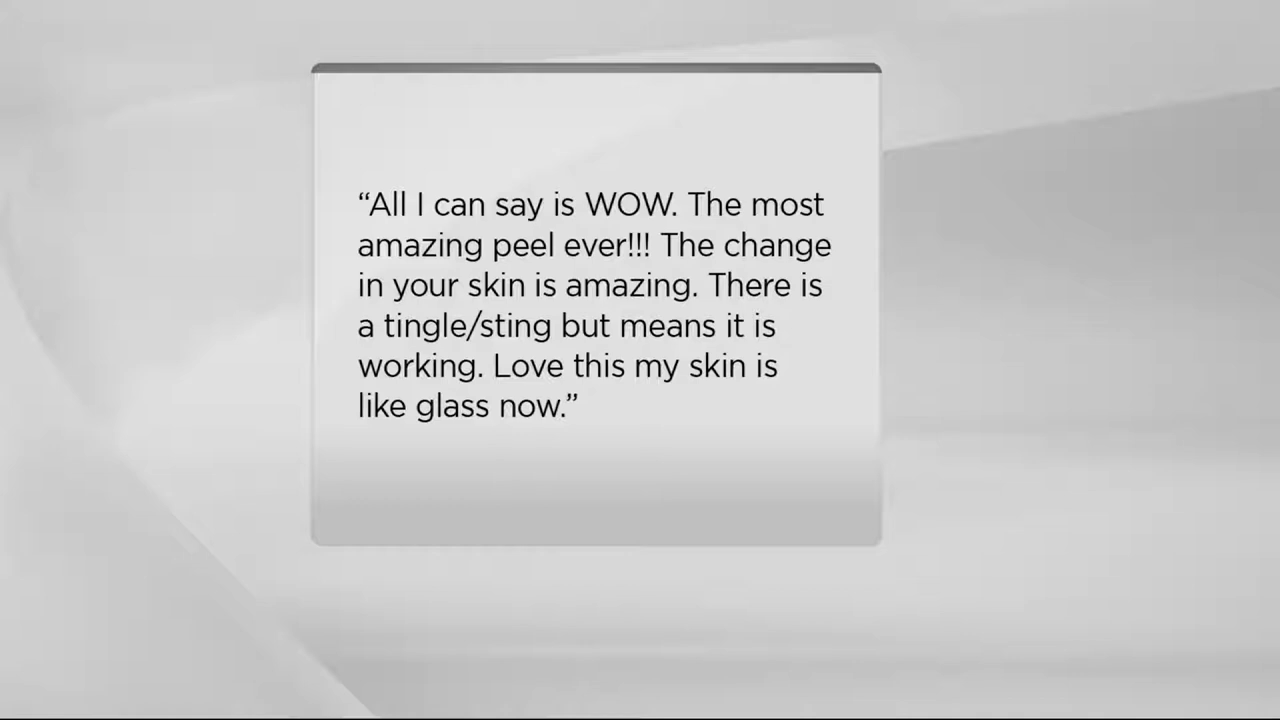 “All I can say is WOW. The most
amazing peel ever!!! The change
in your skin is amazing. There is
a tingle/sting but means it is
working. Love this my skin is
like glass now.”